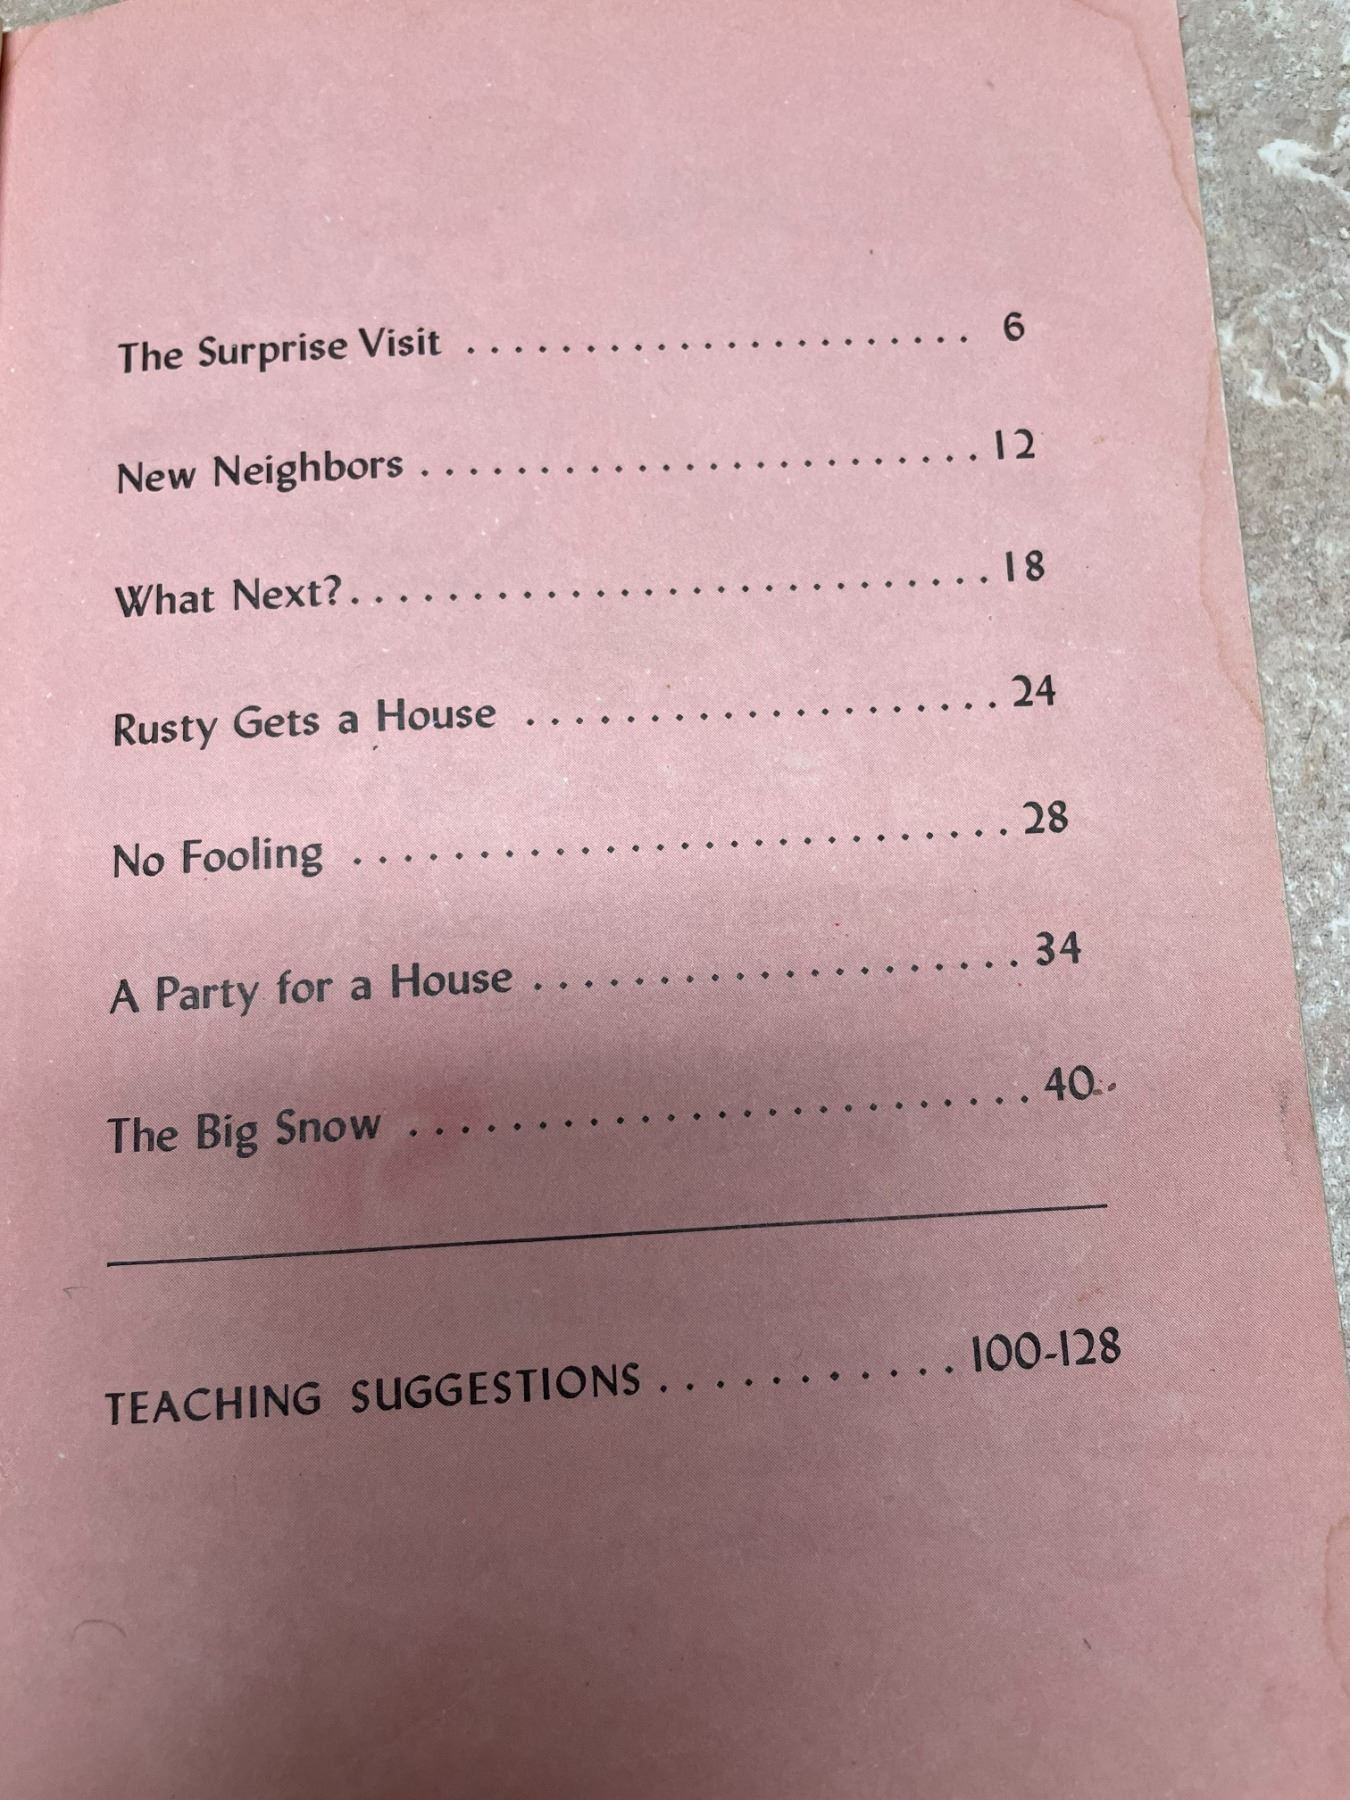 The Surprise Visit ...................... 6
New Neighbors ........................ 12
What Next? ........................... 18
Rusty Gets a House ................... 24
No Fooling .......................... 28
A Party for a House .................... 34
The Big Snow ......................... 40
TEACHING SUGGESTIONS ........... 100-128